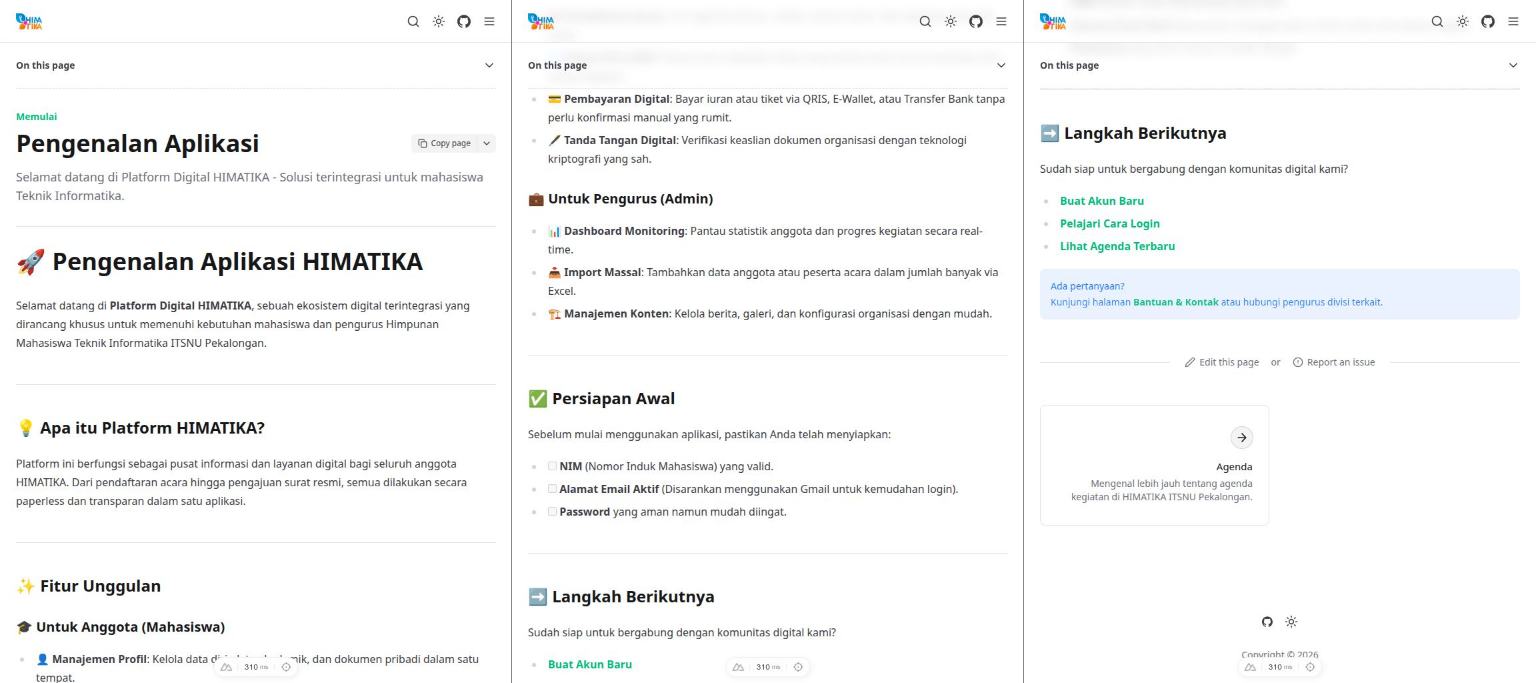 HIM
TIKA
On this page
Memulai
Pengenalan Aplikasi
Copy page
Selamat datang di Platform Digital HIMATIKA - Solusi terintegrasi untuk mahasiswa
Teknik Informatika.
🚀 Pengenalan Aplikasi HIMATIKA
Selamat datang di Platform Digital HIMATIKA, sebuah ekosistem digital terintegrasi yang
dirancang khusus untuk memenuhi kebutuhan mahasiswa dan pengurus Himpunan
Mahasiswa Teknik Informatika ITSNU Pekalongan.
💡 Apa itu Platform HIMATIKA?
Platform ini berfungsi sebagai pusat informasi dan layanan digital bagi seluruh anggota
HIMATIKA. Dari pendaftaran acara hingga pengajuan surat resmi, semua dilakukan secara
paperless dan transparan dalam satu aplikasi.
✨ Fitur Unggulan
🎓 Untuk Anggota (Mahasiswa)
👤 Manajemen Profil: Kelola data dan dokumen pribadi dalam satu
tempat.
310 ms
HIM
TIKA
On this page
💳 Pembayaran Digital: Bayar iuran atau tiket via QRIS, E-Wallet, atau Transfer Bank tanpa
perlu konfirmasi manual yang rumit.
🖋️ Tanda Tangan Digital: Verifikasi keaslian dokumen organisasi dengan teknologi
kriptografi yang sah.
💼 Untuk Pengurus (Admin)
📊 Dashboard Monitoring: Pantau statistik anggota dan progres kegiatan secara real-
time.
📥 Import Massal: Tambahkan data anggota atau peserta acara dalam jumlah banyak via
Excel.
🏗️ Manajemen Konten: Kelola berita, galeri, dan konfigurasi organisasi dengan mudah.
✅ Persiapan Awal
Sebelum mulai menggunakan aplikasi, pastikan Anda telah menyiapkan:
NIM (Nomor Induk Mahasiswa) yang valid.
Alamat Email Aktif (Disarankan menggunakan Gmail untuk kemudahan login).
Password yang aman namun mudah diingat.
➡️ Langkah Berikutnya
Sudah siap untuk bergabung dengan komunitas digital kami?
Buat Akun Baru
310 ms
HIM
TIKA
On this page
➡️ Langkah Berikutnya
Sudah siap untuk bergabung dengan komunitas digital kami?
Buat Akun Baru
Pelajari Cara Login
Lihat Agenda Terbaru
Ada pertanyaan?
Kunjungi halaman Bantuan & Kontak atau hubungi pengurus divisi terkait.
Edit this page or Report an issue
Agenda
Mengenal lebih jauh tentang agenda
kegiatan di HIMATIKA ITSNU Pekalongan.
Copyright © 2026
310 ms